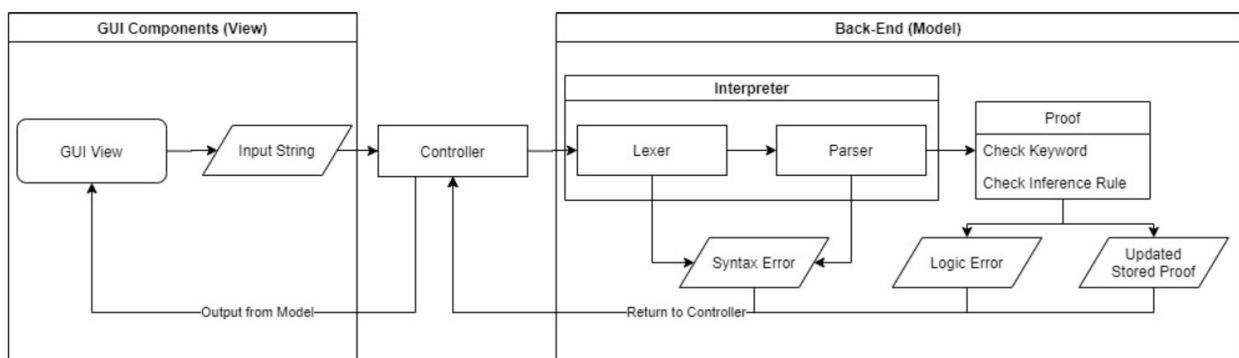 GUI Components (View)
Back-End (Model)
Interpreter
GUI View
Input String
Controller
Lexer
Parser
Proof
Check Keyword
Check Inference Rule
Syntax Error
Logic Error
Updated
Stored Proof
Output from Model
Return to Controller